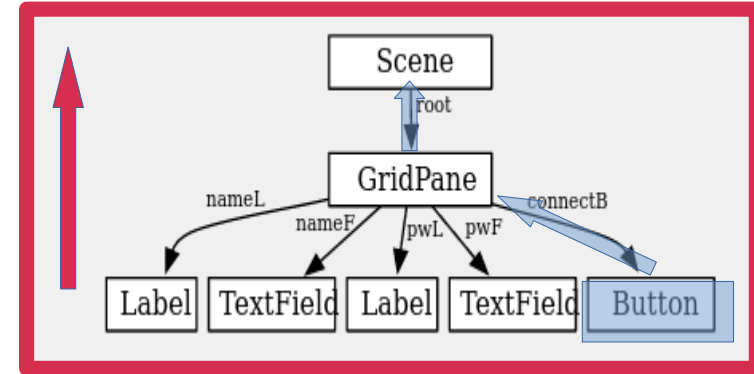 Scene
root
GridPane
nameL
nameF
pwL
pwF
connectB
Label
TextField
Label
TextField
Button